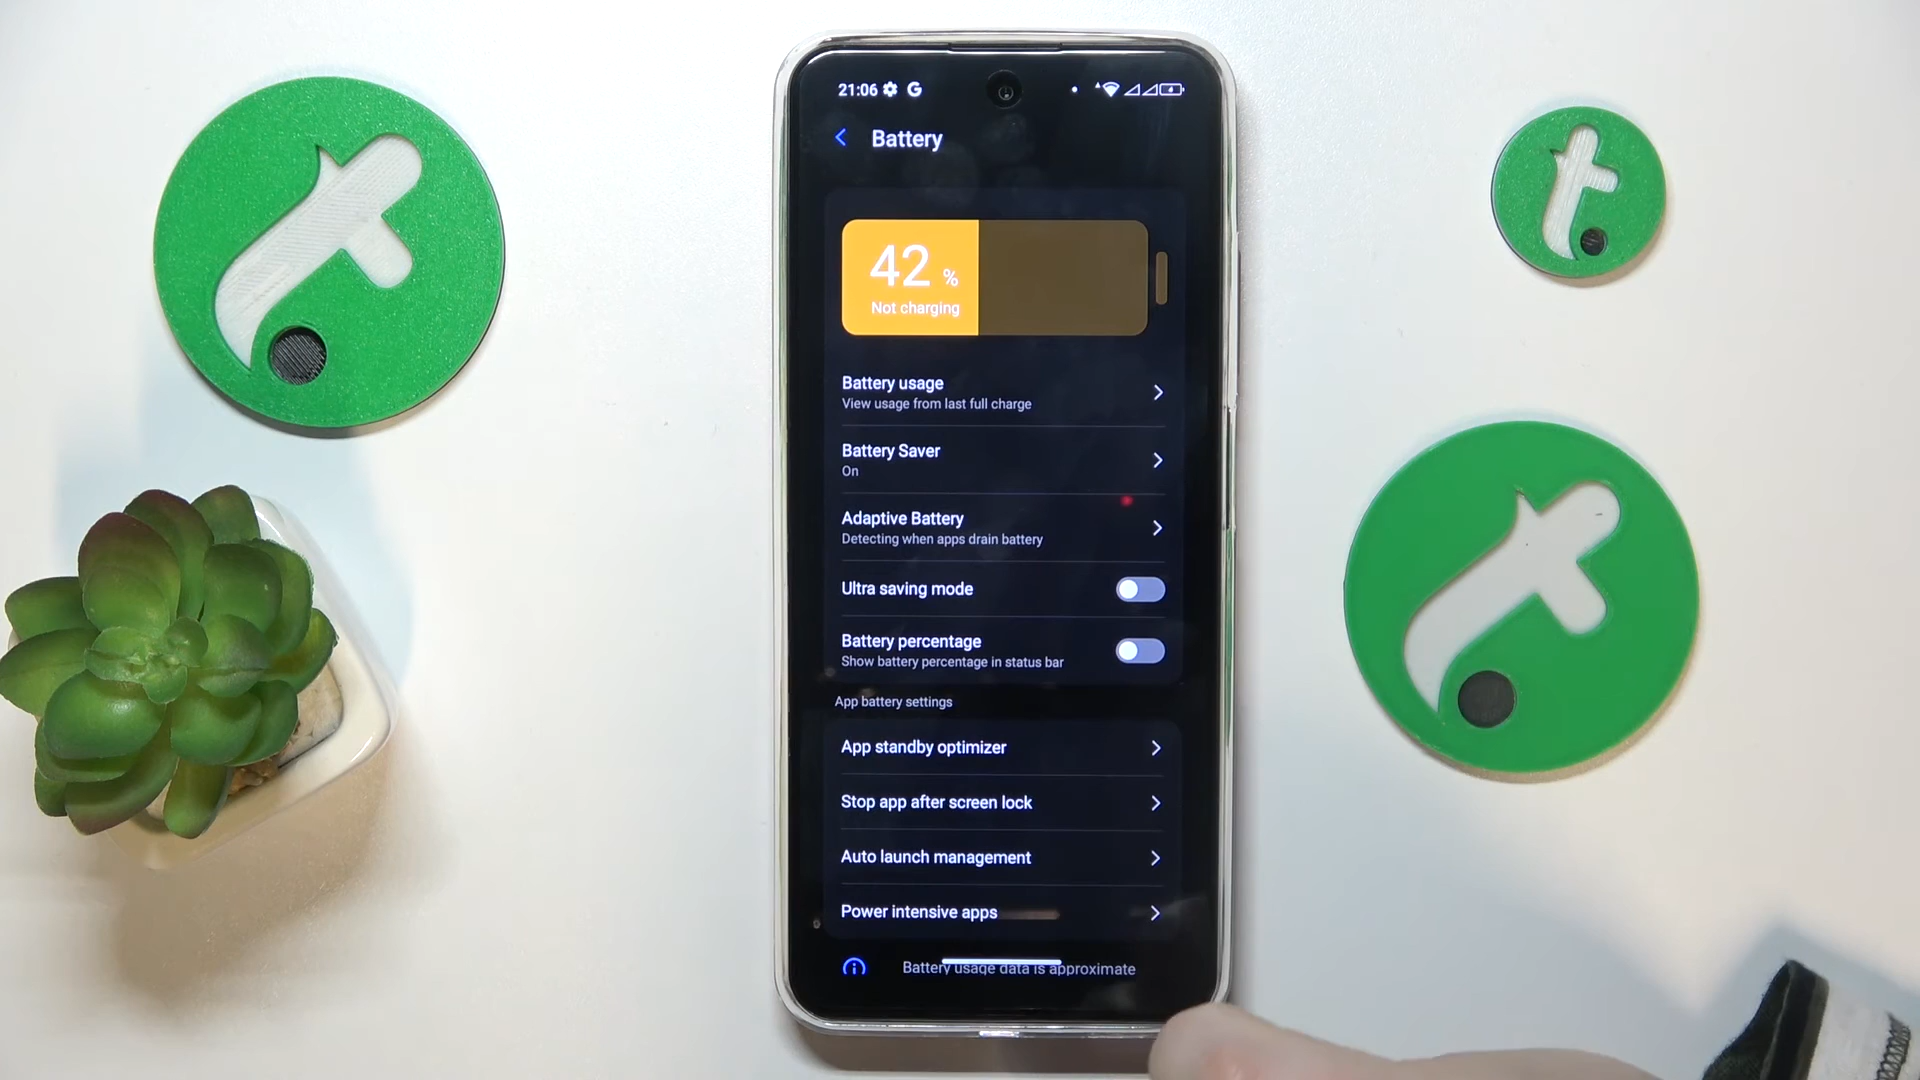 21:06
Battery
42 %
Not charging
Battery usage
View usage from last full charge
Battery Saver
On
Adaptive Battery
Detecting when apps drain battery
Ultra saving mode
Battery percentage
Show battery percentage in status bar
App battery settings
App standby optimizer
Stop app after screen lock
Auto launch management
Power intensive apps
Battery usage data is approximate